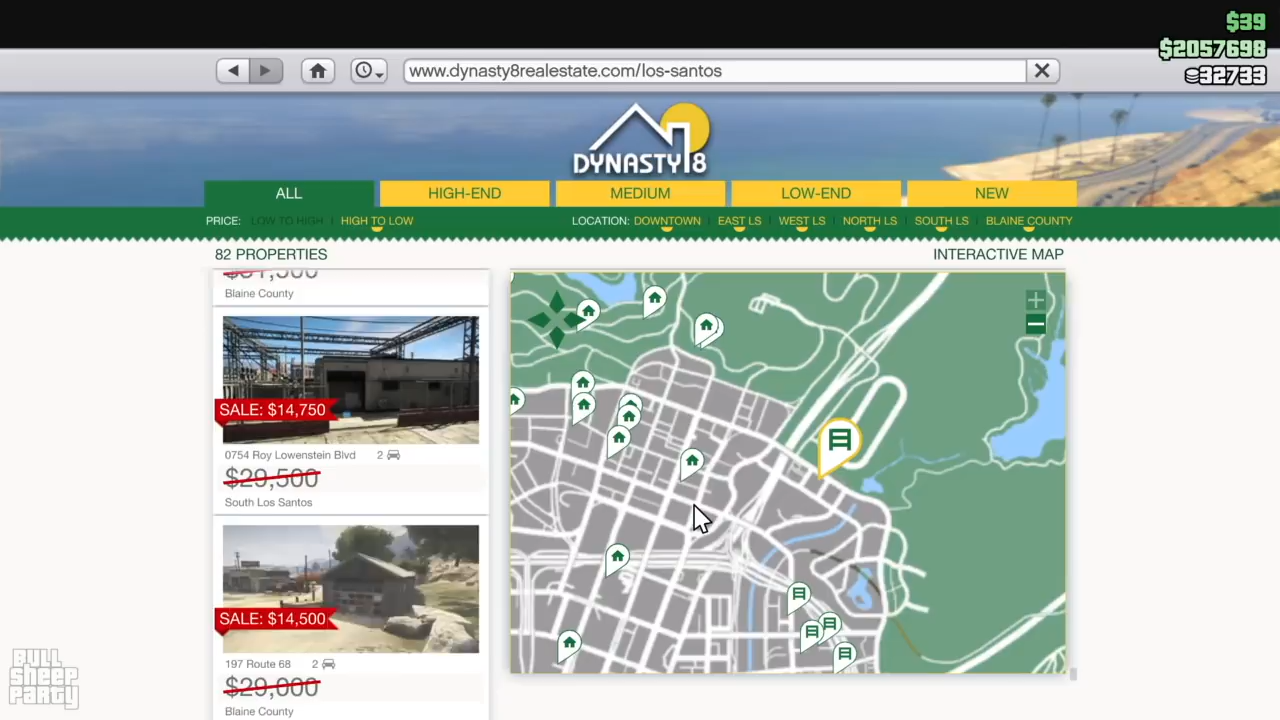 $39
$2057698
32733
www.dynasty8realestate.com/los-santos
DYNASTY 8
ALL
HIGH-END
MEDIUM
LOW-END
NEW
PRICE: LOW TO HIGH | HIGH TO LOW
LOCATION: DOWNTOWN | EAST LS | WEST LS | NORTH LS | SOUTH LS | BLAINE COUNTY
82 PROPERTIES
INTERACTIVE MAP
Blaine County
SALE: $14,750
0754 Roy Lowenstein Blvd 2
$29,500
South Los Santos
SALE: $14,500
197 Route 68 2
$29,000
Blaine County
BULL
SHEEP
PARTY